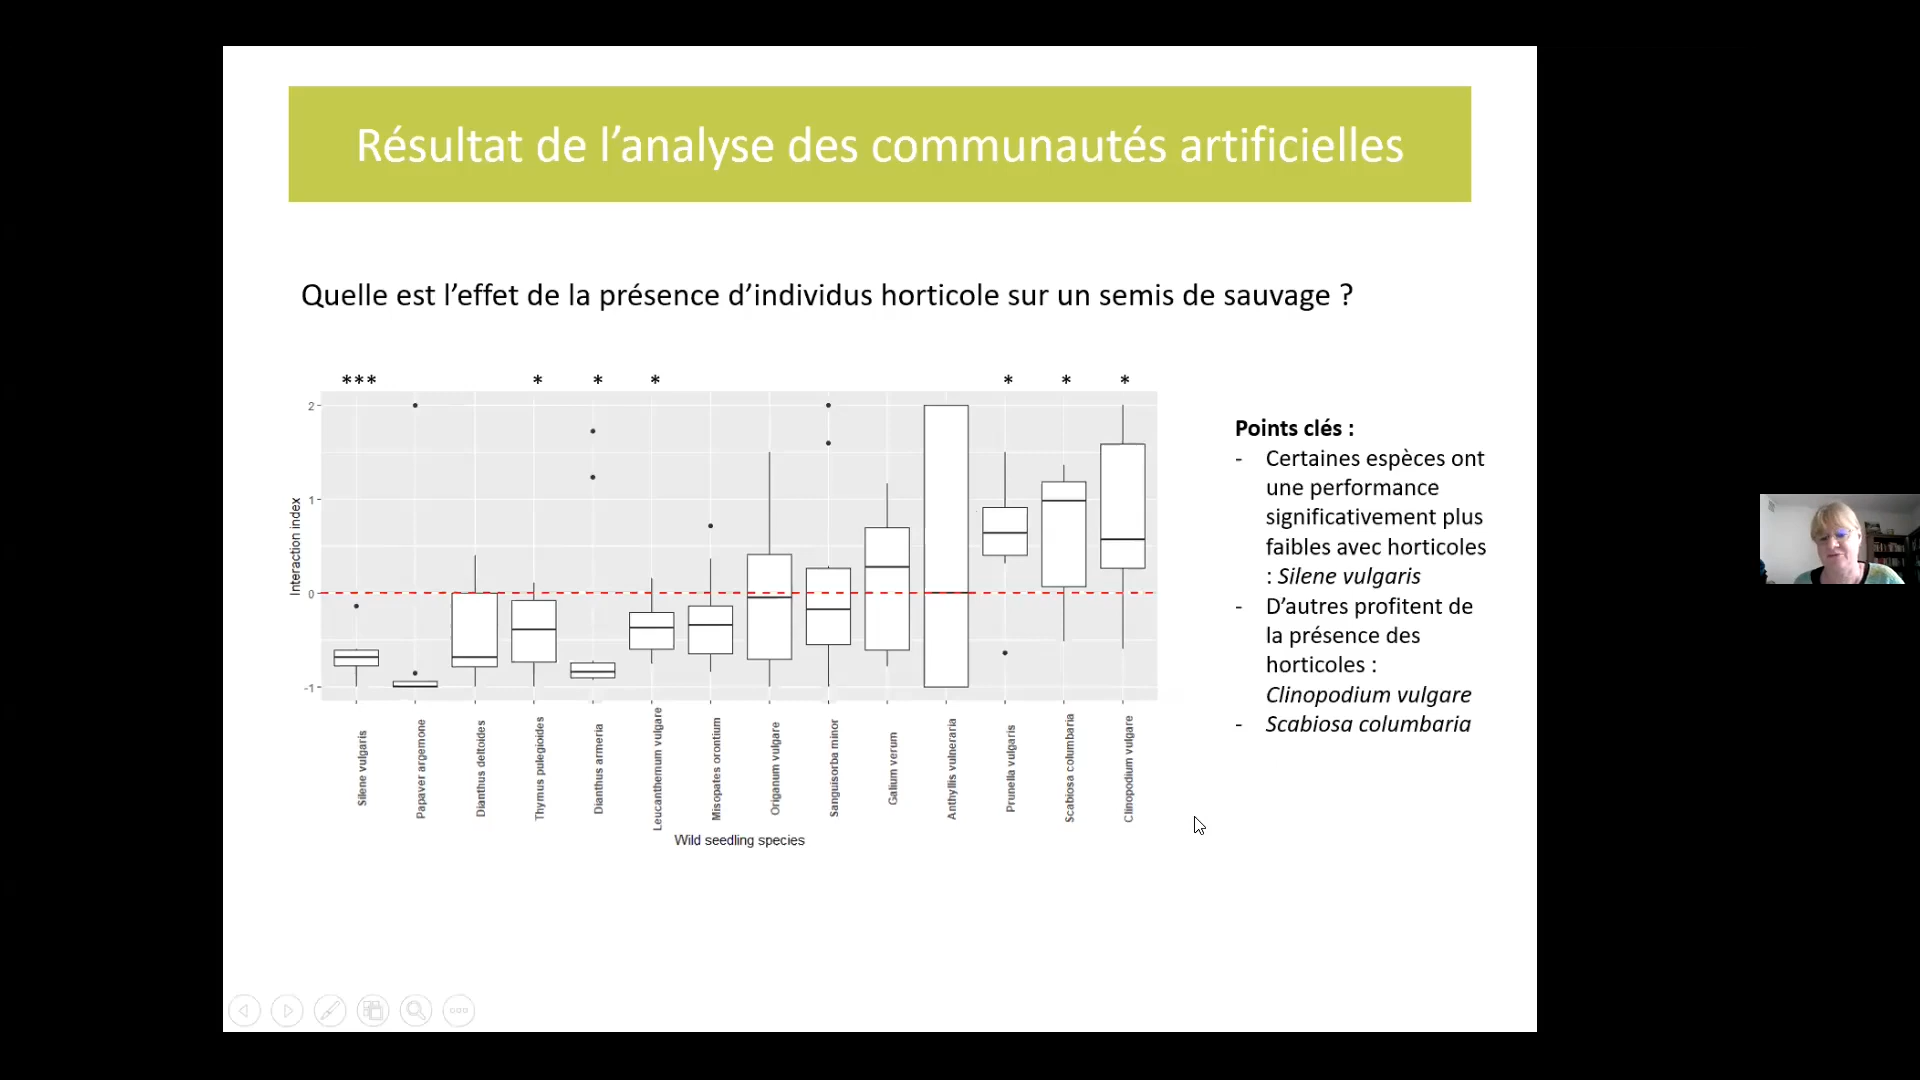 Résultat de l’analyse des communautés artificielles
Quelle est l’effet de la présence d’individus horticole sur un semis de sauvage ?
*** * * * * * *
Interaction index
2
1
0
-1
Silene vulgaris
Papaver argemone
Dianthus deltoides
Thymus pulegioides
Dianthus armeria
Leucanthemum vulgare
Misopates orontium
Origanum vulgare
Sanguisorba minor
Galium verum
Anthyllis vulneraria
Prunella vulgaris
Scabiosa columbaria
Clinopodium vulgare
Wild seedling species
Points clés :
- Certaines espèces ont
une performance
significativement plus
faibles avec horticoles
: Silene vulgaris
- D’autres profitent de
la présence des
horticoles :
Clinopodium vulgare
- Scabiosa columbaria